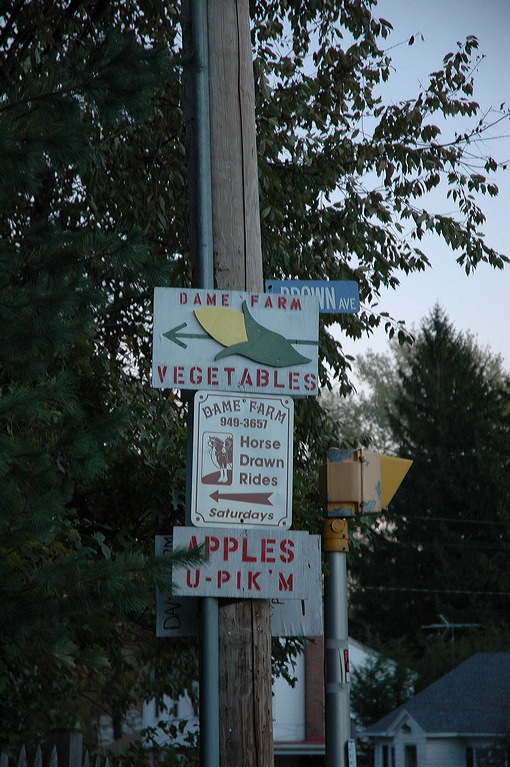 BROWN AVE
DAME FARM
VEGETABLES
DAME FARM
949-3657
Horse
Drawn
Rides
Saturdays
APPLES
U-PIK'M